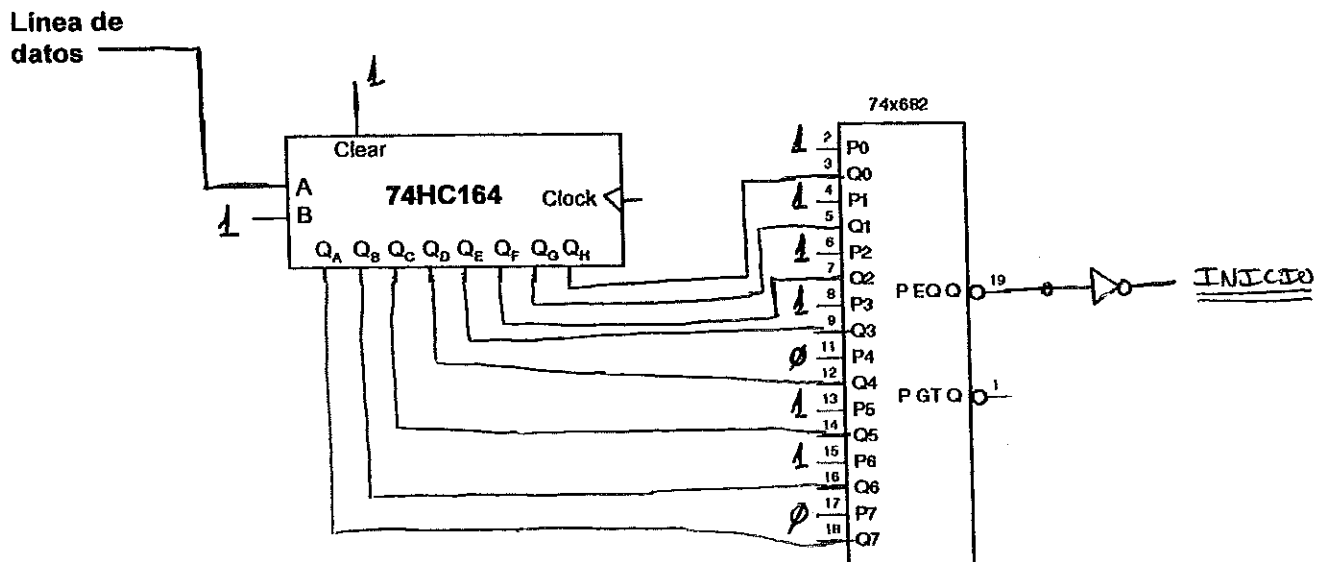 Línea de
datos
1
Clear
A
74HC164
Clock
B
1
QA QB QC QD QE QF QG QH
74x682
1 2 P0
3 Q0
1 4 P1
5 Q1
1 6 P2
7 Q2
1 8 P3
9 Q3
0 11 P4
12 Q4
1 13 P5
14 Q5
1 15 P6
16 Q6
0 17 P7
18 Q7
PEQQ 19
INICIO
PGTQ 1